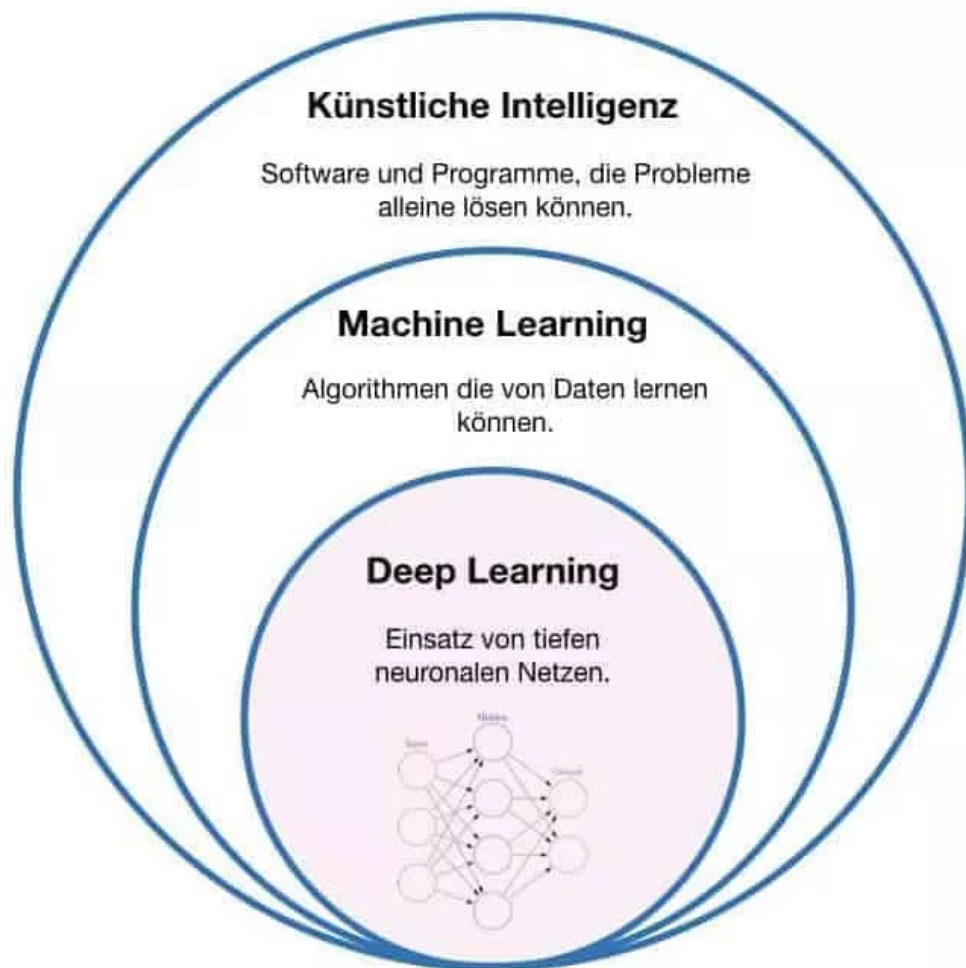 Künstliche Intelligenz
Software und Programme, die Probleme
alleine lösen können.
Machine Learning
Algorithmen die von Daten lernen
können.
Deep Learning
Einsatz von tiefen
neuronalen Netzen.